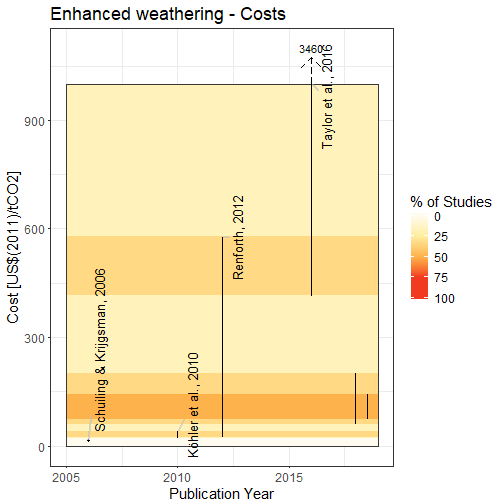 Enhanced weathering - Costs
3460
Taylor et al., 2016
Renforth, 2012
Schuiling & Krijgsman, 2006
Köhler et al., 2010
Cost [US$(2011)/tCO2]
900
600
300
0
2005
2010
2015
Publication Year
% of Studies
0
25
50
75
100